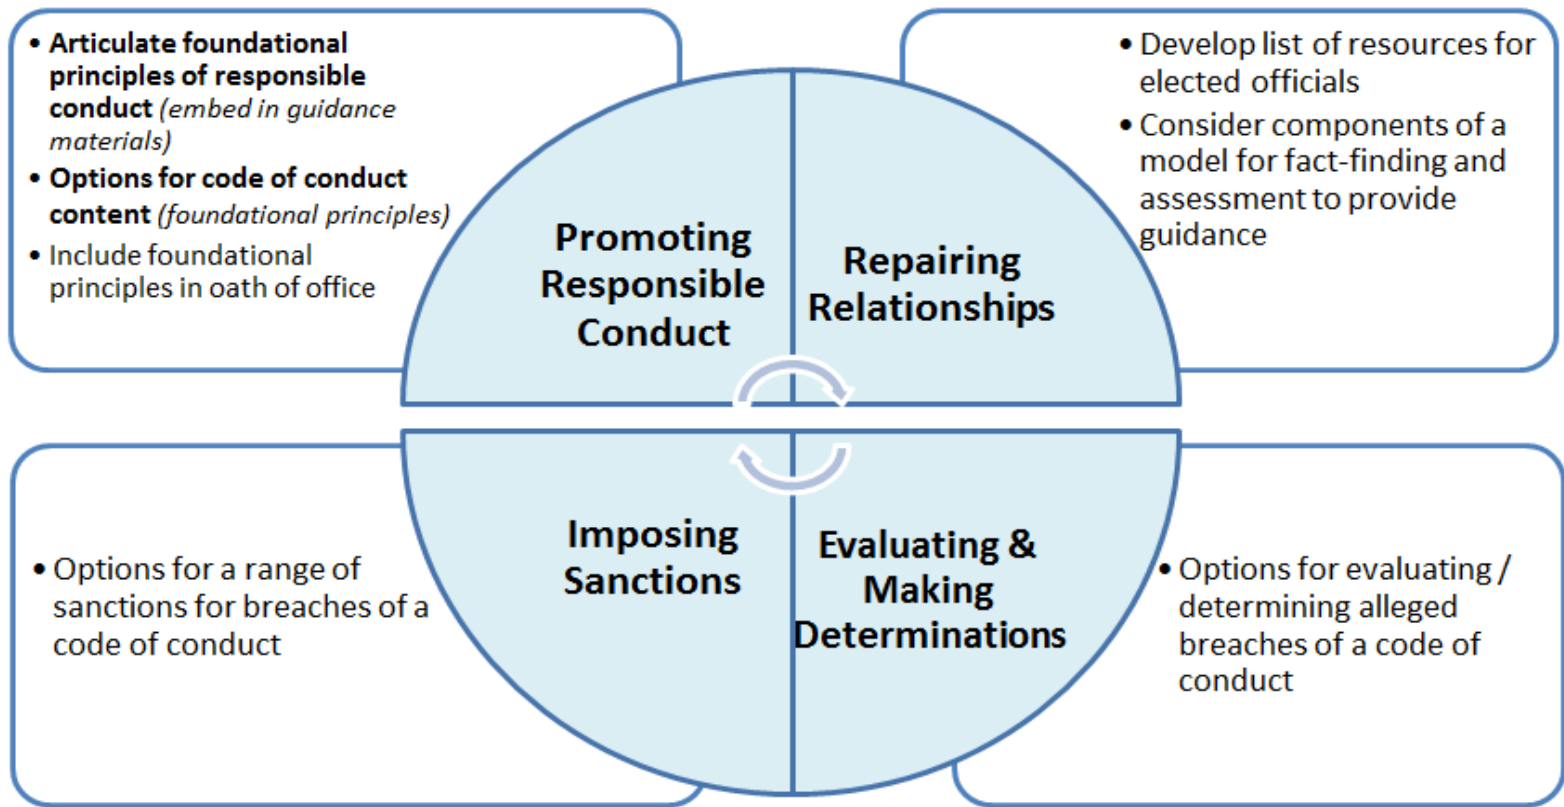 • Articulate foundational
principles of responsible
conduct (embed in guidance
materials)
• Options for code of conduct
content (foundational principles)
• Include foundational
principles in oath of office
• Develop list of resources for
elected officials
• Consider components of a
model for fact-finding and
assessment to provide
guidance
Promoting
Responsible
Conduct
Repairing
Relationships
Imposing
Sanctions
Evaluating &
Making
Determinations
• Options for a range of
sanctions for breaches of a
code of conduct
• Options for evaluating /
determining alleged
breaches of a code of
conduct